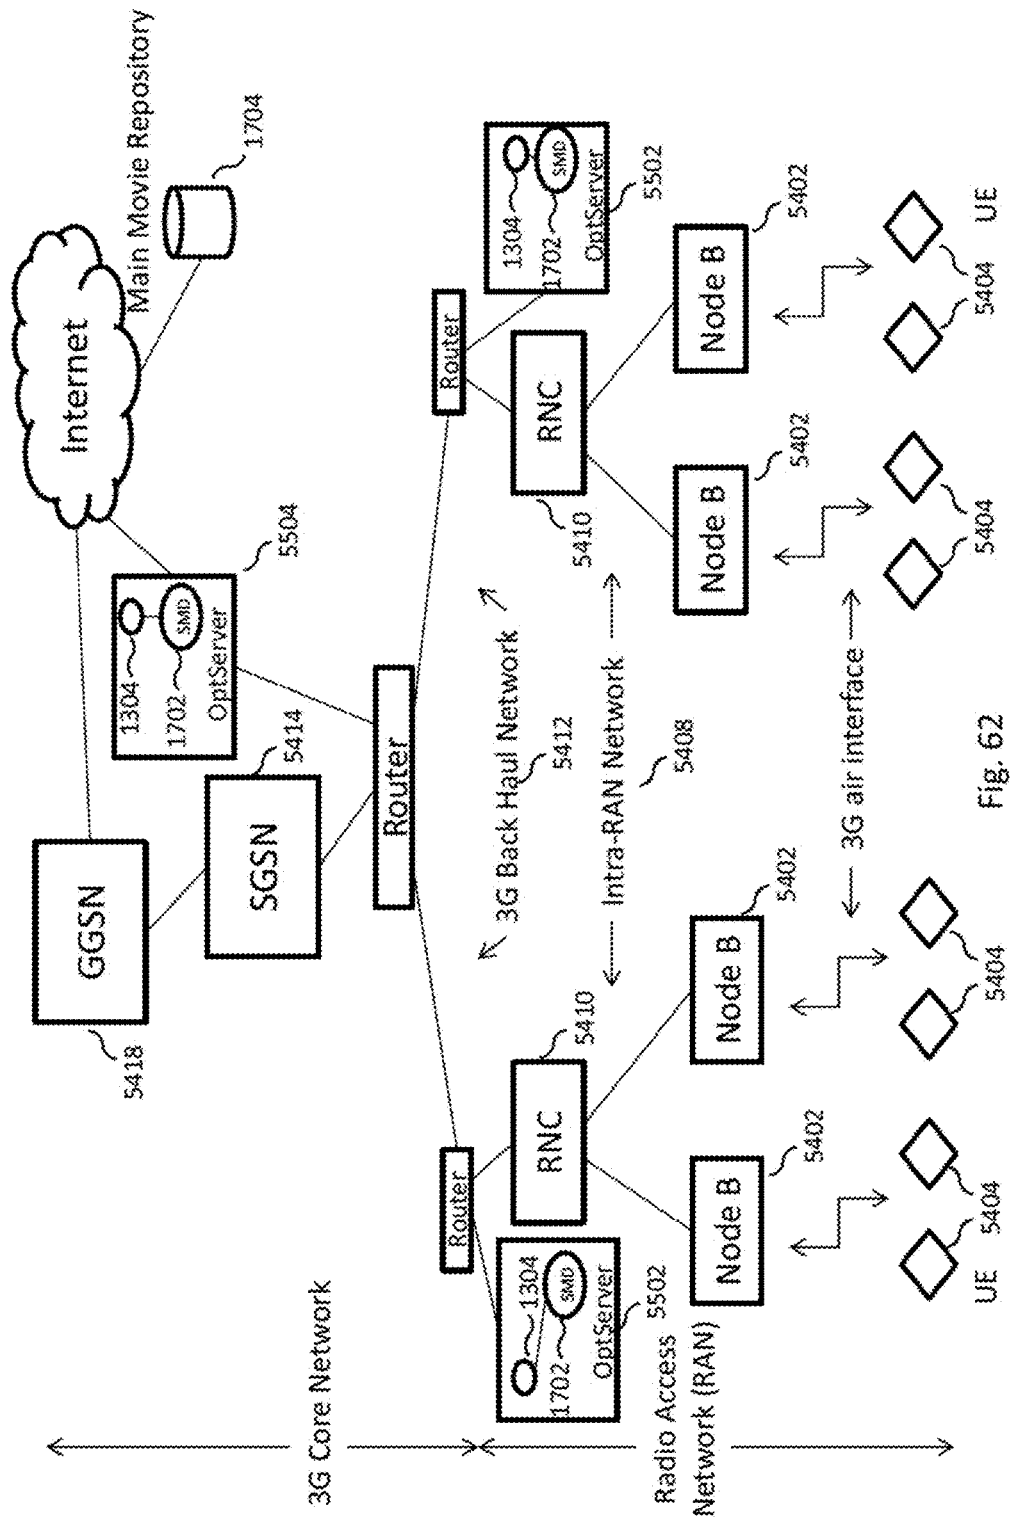 3G Core Network
Radio Access
Network (RAN)
GGSN
5418
SGSN
5414
1304
1702
SMD
OptServer
5504
Internet
Main Movie Repository
1704
Router
Router
1304
1702
SMD
OptServer
5502
RNC
5410
3G Back Haul Network
5412
Intra-RAN Network
5408
Router
RNC
5410
1304
1702
SMD
OptServer
5502
Node B
5402
Node B
5402
Node B
5402
Node B
5402
3G air interface
UE
5404
5404
5404
5404
UE
Fig. 62